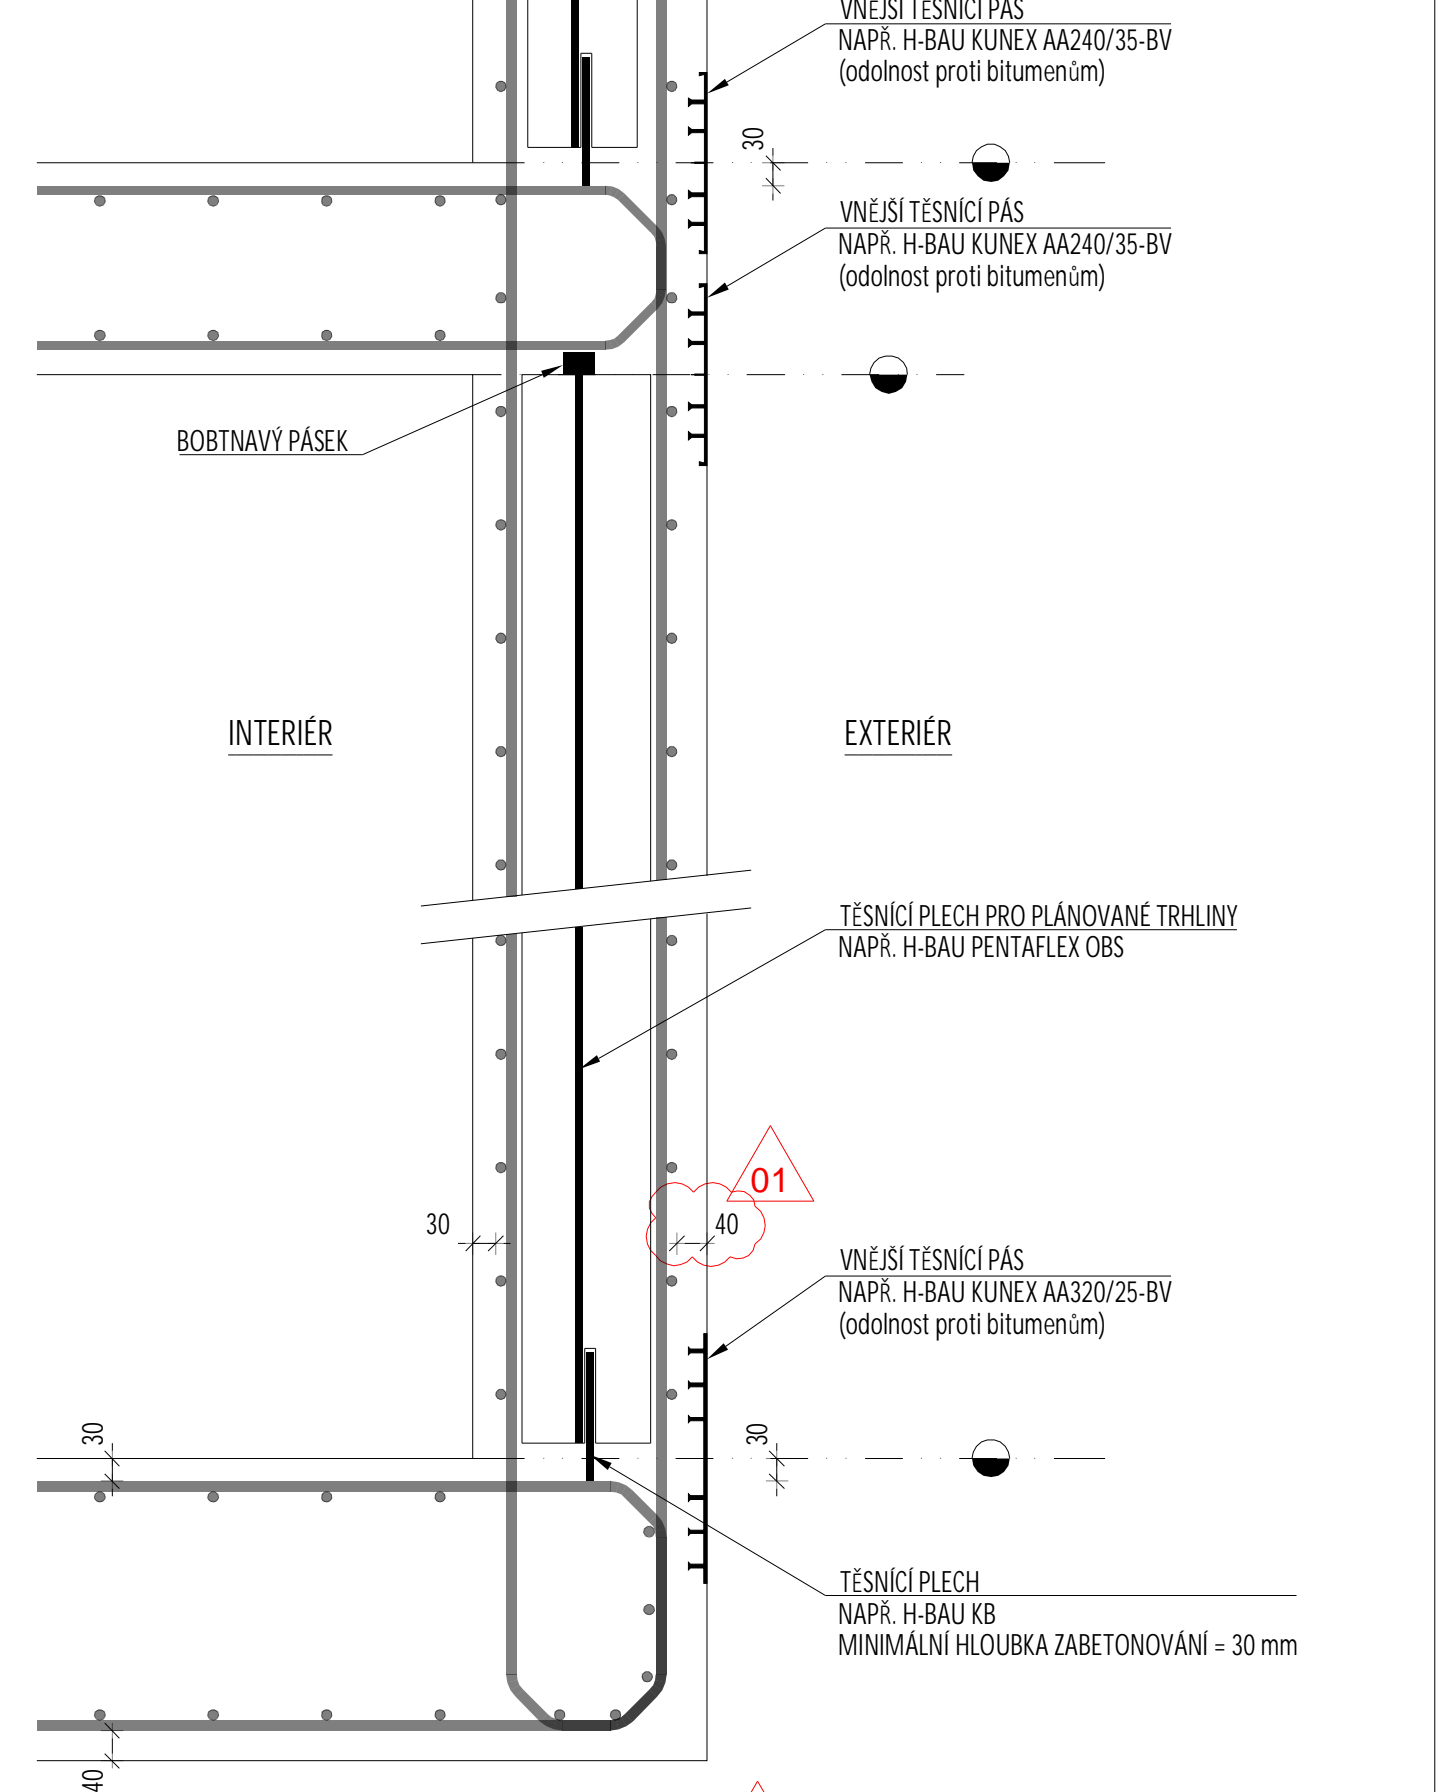 VNĚJŠÍ TĚSNÍCÍ PÁS
NAPŘ. H-BAU KUNEX AA240/35-BV
(odolnost proti bitumenům)
30
VNĚJŠÍ TĚSNÍCÍ PÁS
NAPŘ. H-BAU KUNEX AA240/35-BV
(odolnost proti bitumenům)
BOBTNAVÝ PÁSEK
INTERIÉR
EXTERIÉR
TĚSNÍCÍ PLECH PRO PLÁNOVANÉ TRHLINY
NAPŘ. H-BAU PENTAFLEX OBS
01
30
40
VNĚJŠÍ TĚSNÍCÍ PÁS
NAPŘ. H-BAU KUNEX AA320/25-BV
(odolnost proti bitumenům)
30
30
TĚSNÍCÍ PLECH
NAPŘ. H-BAU KB
MINIMÁLNÍ HLOUBKA ZABETONOVÁNÍ = 30 mm
40